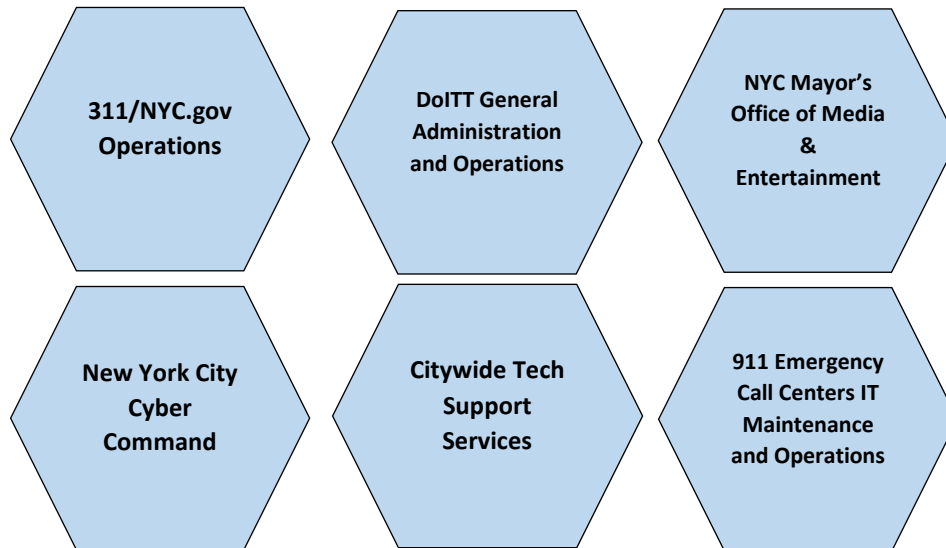 311/NYC.gov
Operations
DoITT General
Administration
and Operations
NYC Mayor's
Office of Media
&
Entertainment
New York City
Cyber
Command
Citywide Tech
Support
Services
911 Emergency
Call Centers IT
Maintenance
and Operations